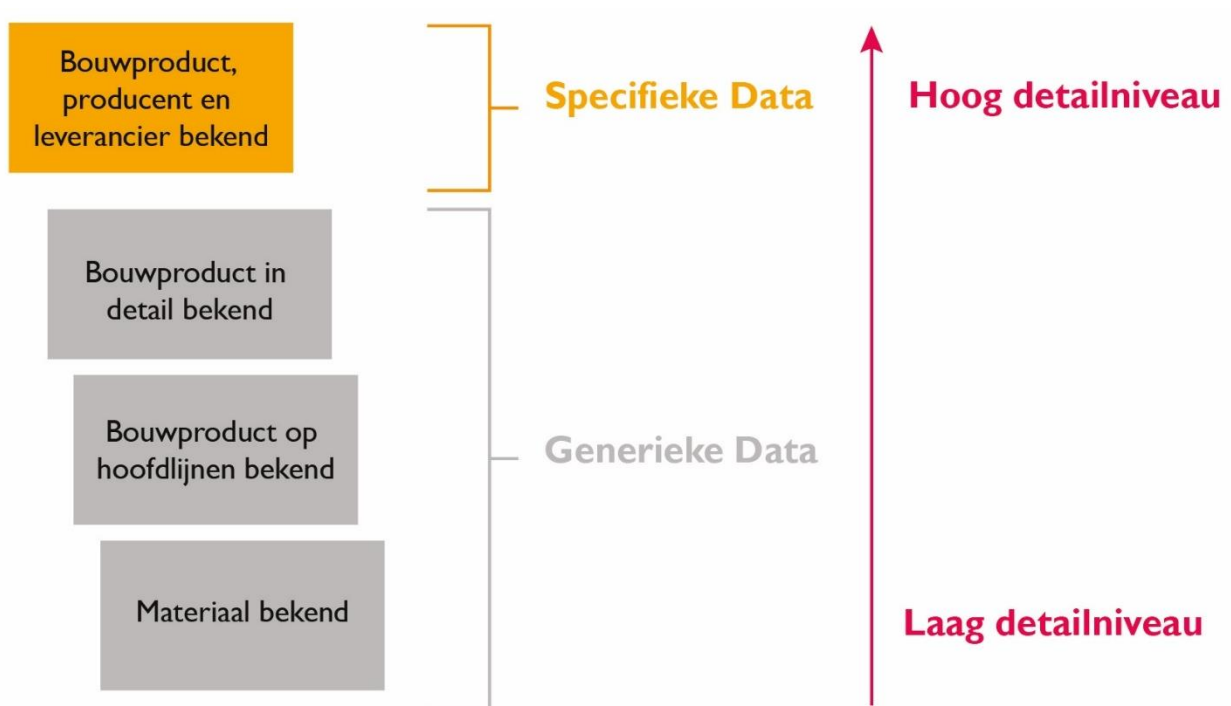 Bouwproduct,
producent en
leverancier bekend
Specifieke Data
Hoog detailniveau
Bouwproduct in
detail bekend
Bouwproduct op
hoofdlijnen bekend
Generieke Data
Materiaal bekend
Laag detailniveau